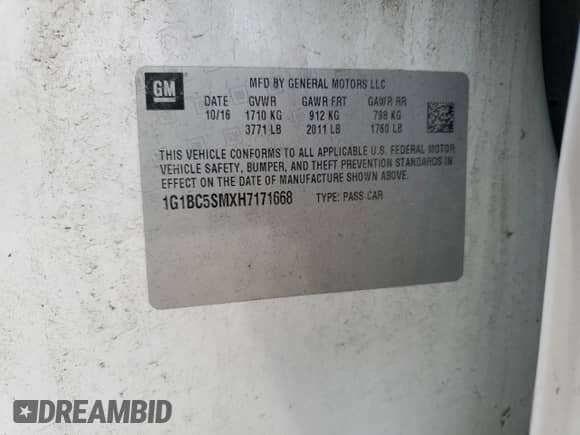 GM
MFD BY GENERAL MOTORS LLC
DATE GVWR GAWR FRT GAWR RR
10/16 1710 KG 912 KG 798 KG
3771 LB 2011 LB 1760 LB
THIS VEHICLE CONFORMS TO ALL APPLICABLE U.S. FEDERAL MOTOR
VEHICLE SAFETY, BUMPER, AND THEFT PREVENTION STANDARDS IN
EFFECT ON THE DATE OF MANUFACTURE SHOWN ABOVE.
1G1BC5SMXH7171668 TYPE: PASS CAR
DREAMBID